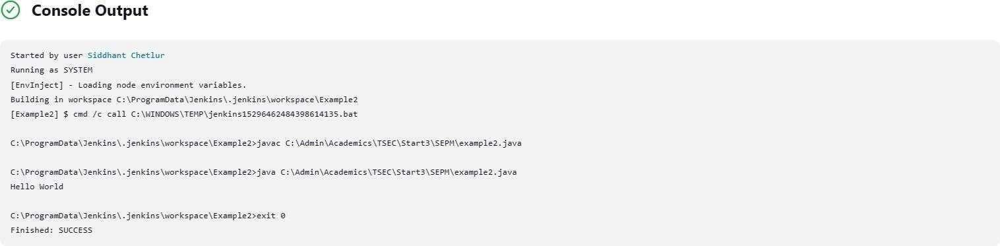 Console Output
Started by user Siddhant Chetlur
Running as SYSTEM
[EnvInject] - Loading node environment variables.
Building in workspace C:\ProgramData\Jenkins\.jenkins\workspace\Example2
[Example2] $ cmd /c call C:\WINDOWS\TEMP\jenkins15296462484398614135.bat
C:\ProgramData\Jenkins\.jenkins\workspace\Example2>javac C:\Admin\Academics\TSEC\Start3\SEPM\example2.java
C:\ProgramData\Jenkins\.jenkins\workspace\Example2>java C:\Admin\Academics\TSEC\Start3\SEPM\example2.java
Hello World
C:\ProgramData\Jenkins\.jenkins\workspace\Example2>exit 0
Finished: SUCCESS